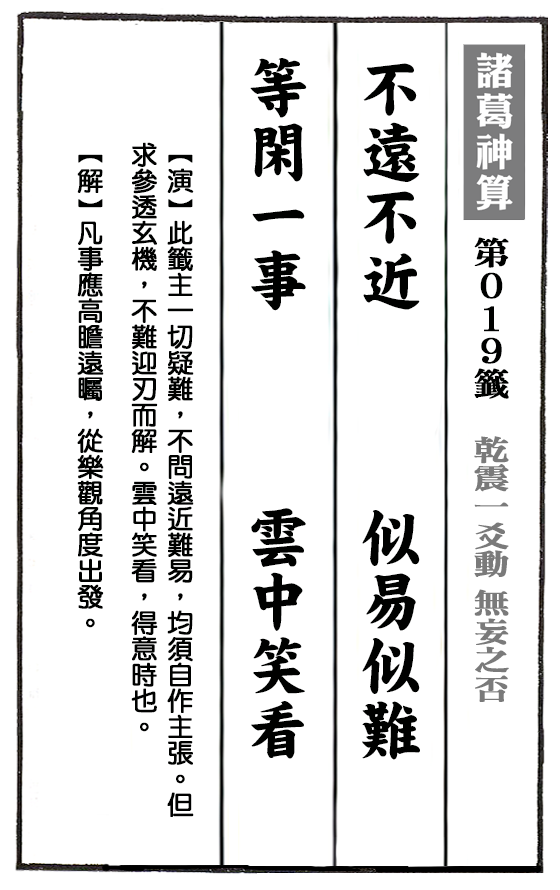 諸葛神算 第019籤 乾震一爻動 無妄之否
不遠不近 似易似難
等閑一事 雲中笑看
【演】此籤主一切疑難，不問遠近難易，均須自作主張。但
求參透玄機，不難迎刃而解。雲中笑看，得意時也。
【解】凡事應高瞻遠矚，從樂觀角度出發。